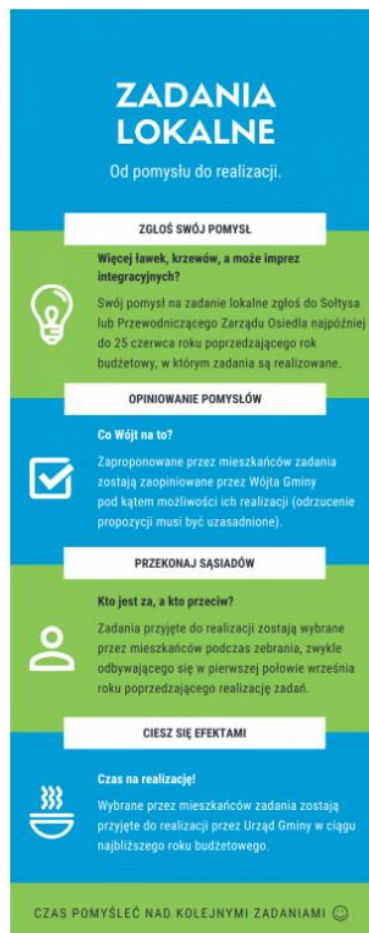 ZADANIA
LOKALNE
Od pomysłu do realizacji.
ZGŁOŚ SWÓJ POMYSŁ
Więcej ławek, krzewów, a może imprez
integracyjnych?
Swój pomysł na zadanie lokalne zgłoś do Sołtysa
lub Przewodniczącego Zarządu Osiedla najpóźniej
do 25 czerwca roku poprzedzającego rok
budżetowy, w którym zadania są realizowane.
OPINIOWANIE POMYSŁÓW
Co Wójt na to?
Zaproponowane przez mieszkańców zadania
zostają zaopiniowane przez Wójta Gminy
pod kątem możliwości ich realizacji (odrzucenie
propozycji musi być uzasadnione).
PRZEKONAJ SĄSIADÓW
Kto jest za, a kto przeciw?
Zadania przyjęte do realizacji zostają wybrane
przez mieszkańców podczas zebrania, zwykle
odbywającego się w pierwszej połowie września
roku poprzedzającego realizację zadań.
CIESZ SIĘ EFEKTAMI
Czas na realizację!
Wybrane przez mieszkańców zadania zostają
przyjęte do realizacji przez Urząd Gminy w ciągu
najbliższego roku budżetowego.
CZAS POMYŚLEĆ NAD KOLEJNYMI ZADANIAMI ☺